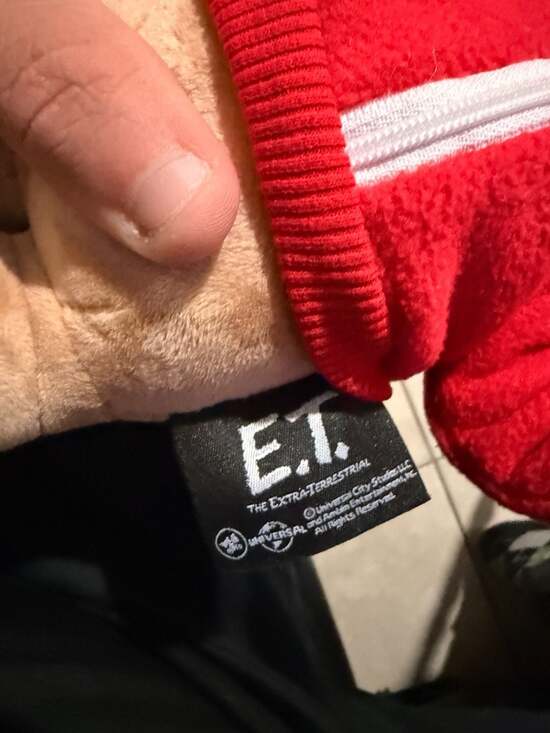 E.T.
THE EXTRA-TERRESTRIAL
UNIVERSAL
©Universal City Studios LLC
and Amblin Entertainment, Inc.
All Rights Reserved.